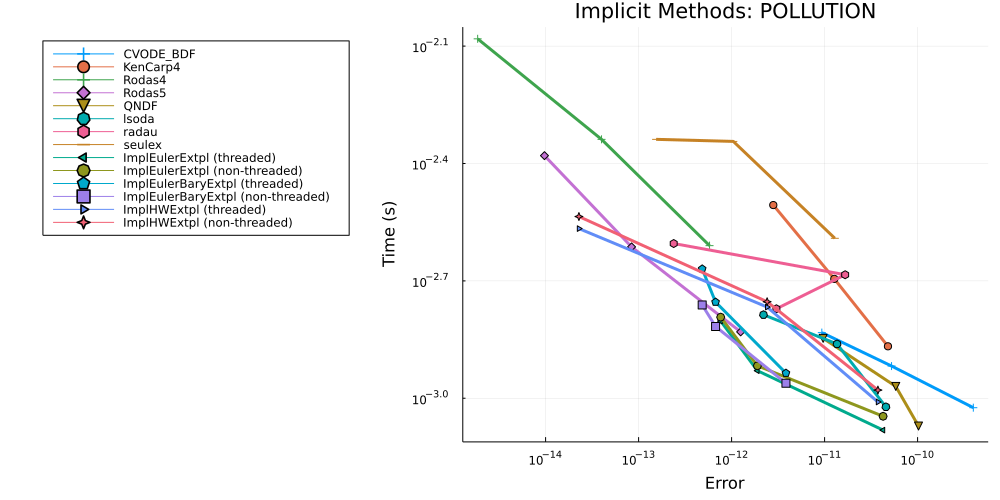 Implicit Methods: POLLUTION
CVODE_BDF
KenCarp4
Rodas4
Rodas5
QNDF
lsoda
radau
seulex
ImplEulerExtpl (threaded)
ImplEulerExtpl (non-threaded)
ImplEulerBaryExtpl (threaded)
ImplEulerBaryExtpl (non-threaded)
ImplHWExtpl (threaded)
ImplHWExtpl (non-threaded)
Time (s)
10⁻²·¹
10⁻²·⁴
10⁻²·⁷
10⁻³·⁰
10⁻¹⁴ 10⁻¹³ 10⁻¹² 10⁻¹¹ 10⁻¹⁰
Error